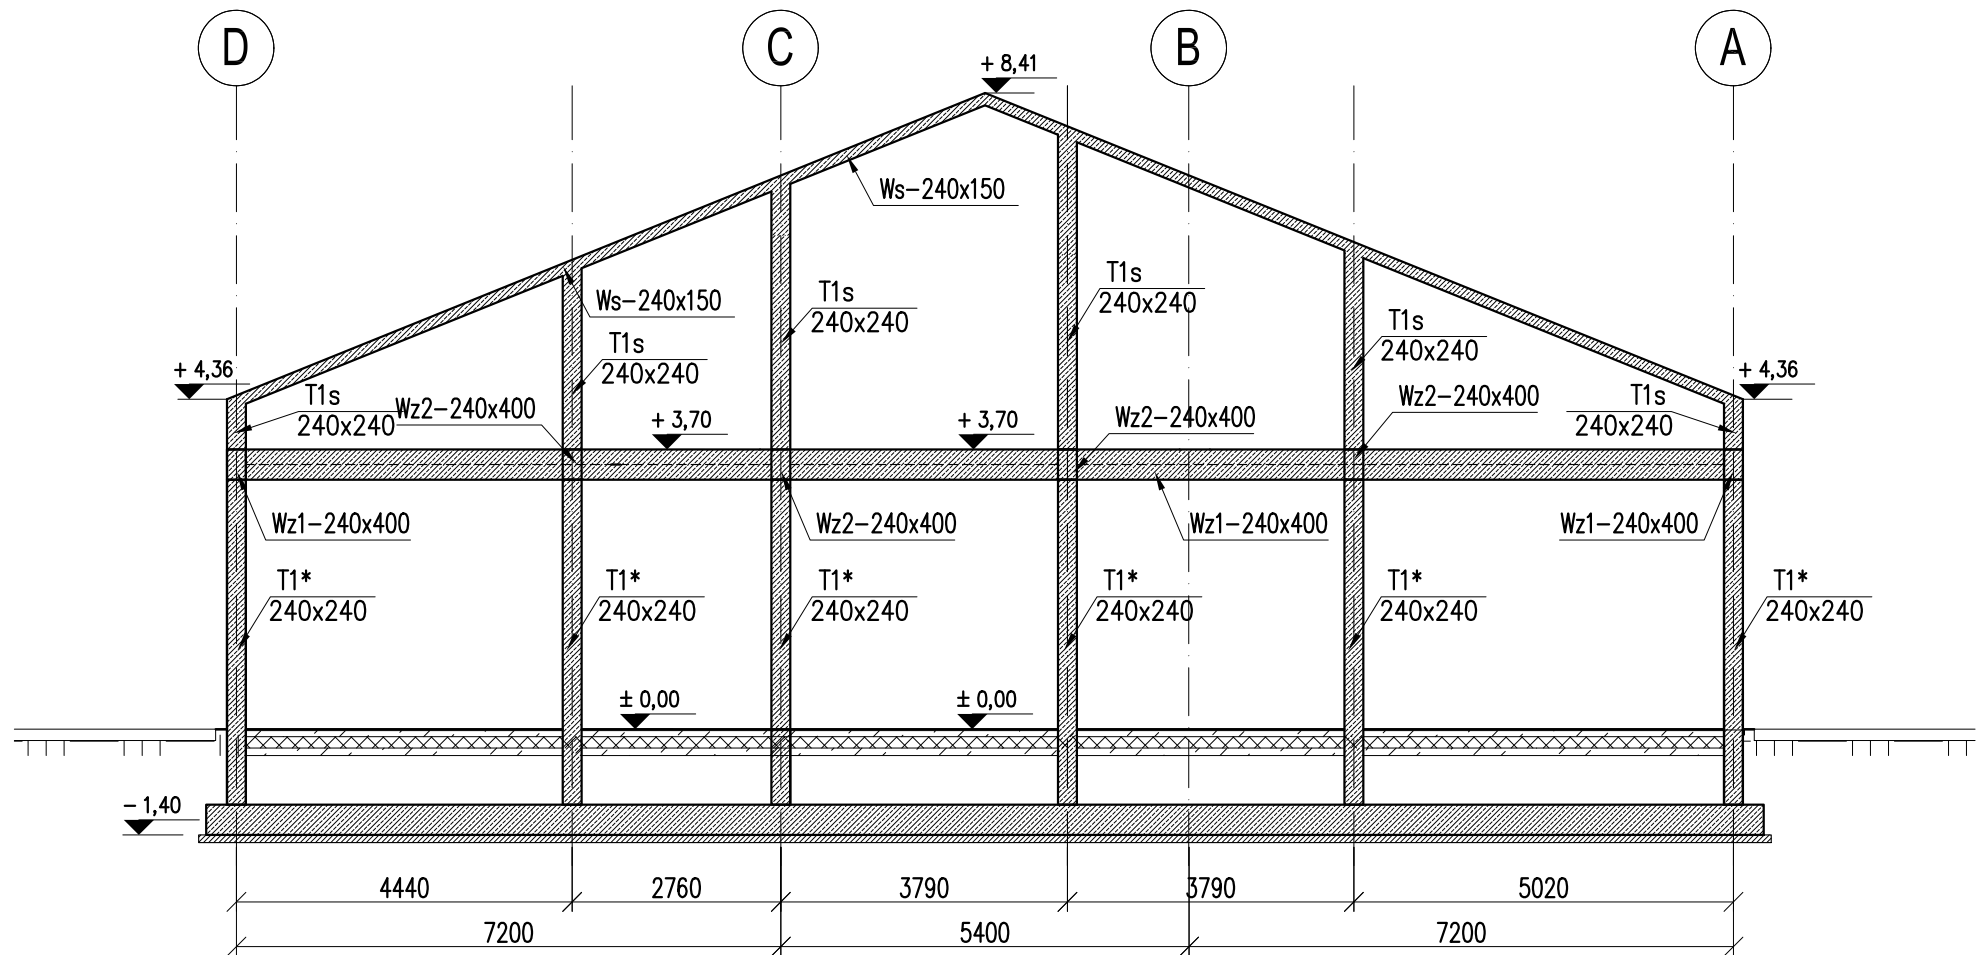 D
C
B
A
+ 8,41
Ws-240x150
T1s
240x240
T1s
240x240
Ws-240x150
T1s
240x240
T1s
240x240
+ 4,36
+ 4,36
T1s
240x240
Wz2-240x400
+ 3,70
+ 3,70
Wz2-240x400
Wz2-240x400
T1s
240x240
Wz1-240x400
Wz2-240x400
Wz1-240x400
Wz1-240x400
T1*
240x240
T1*
240x240
T1*
240x240
T1*
240x240
T1*
240x240
T1*
240x240
± 0,00
± 0,00
- 1,40
4440
2760
3790
3790
5020
7200
5400
7200